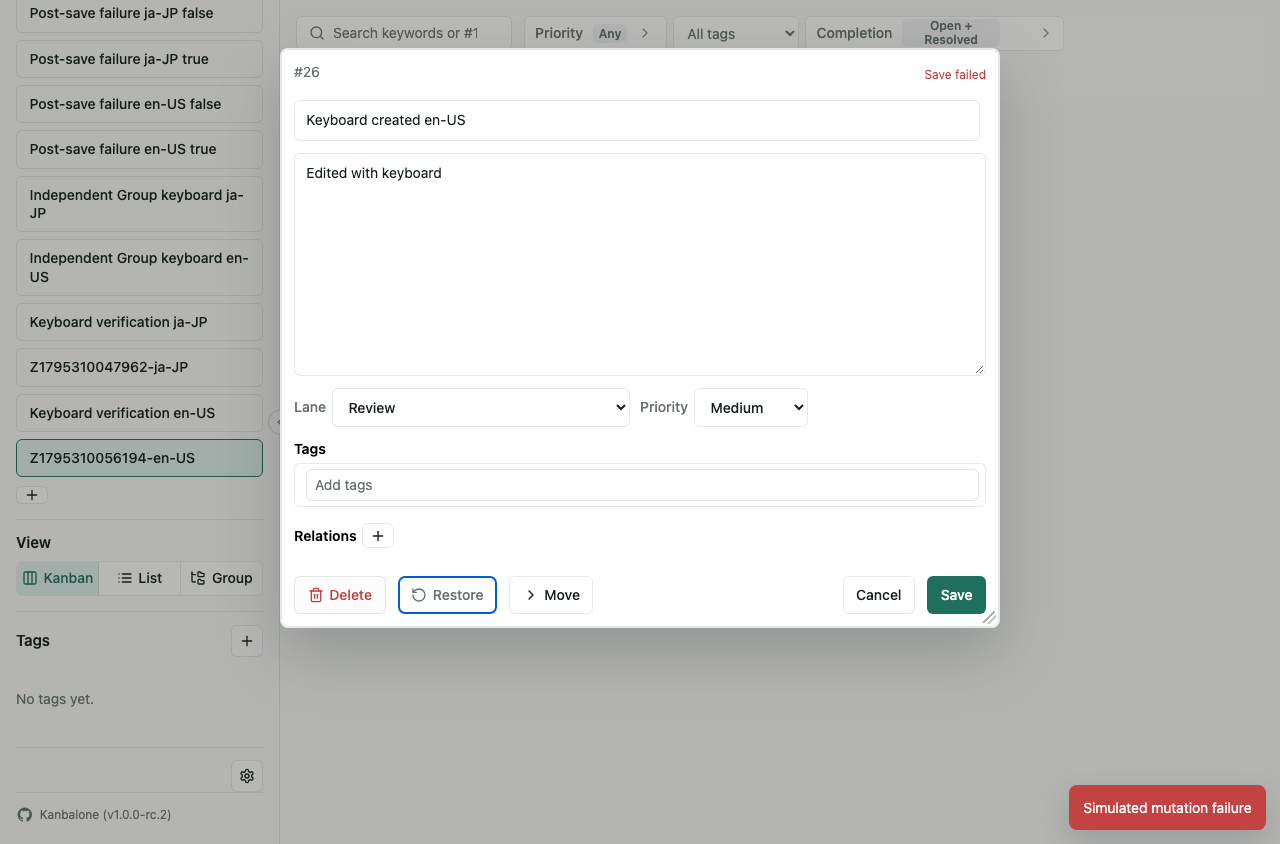 Post-save failure ja-JP false
Post-save failure ja-JP true
Post-save failure en-US false
Post-save failure en-US true
Independent Group keyboard ja-
JP
Independent Group keyboard en-
US
Keyboard verification ja-JP
Z1795310047962-ja-JP
Keyboard verification en-US
Z1795310056194-en-US
View
Kanban
List
Group
Tags
No tags yet.
Kanbalone (v1.0.0-rc.2)
Search keywords or #1
Priority Any
All tags
Completion
Open +
Resolved
#26
Save failed
Keyboard created en-US
Edited with keyboard
Lane Review Priority Medium
Tags
Add tags
Relations
Delete Restore Move Cancel Save
Simulated mutation failure